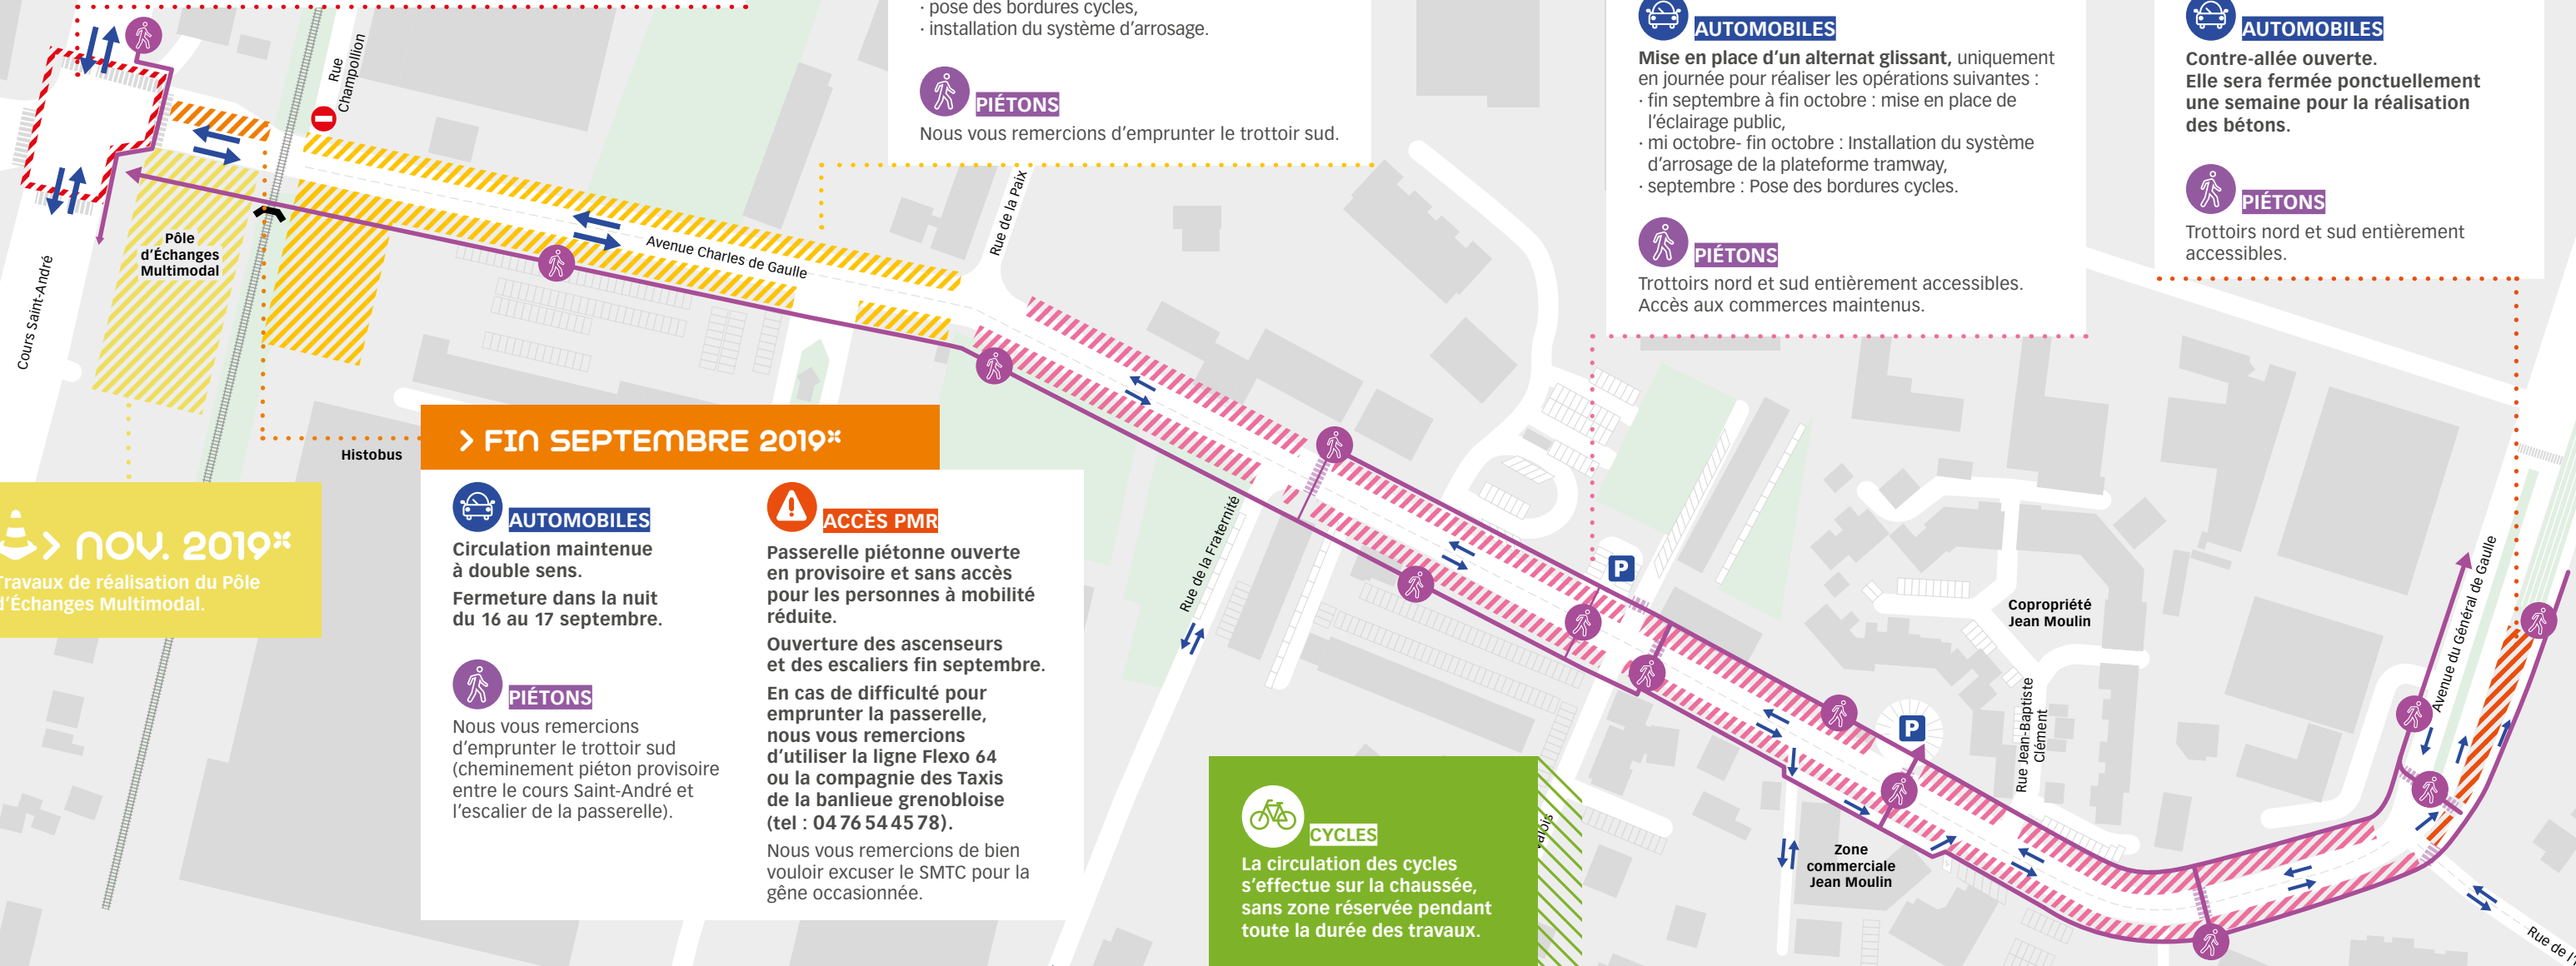 · pose des bordures cycles,
· installation du système d'arrosage.
PIÉTONS
Nous vous remercions d'emprunter le trottoir sud.
AUTOMOBILES
Mise en place d'un alternat glissant, uniquement
en journée pour réaliser les opérations suivantes :
· fin septembre à fin octobre : mise en place de
l'éclairage public,
· mi octobre- fin octobre : Installation du système
d'arrosage de la plateforme tramway,
· septembre : Pose des bordures cycles.
PIÉTONS
Trottoirs nord et sud entièrement accessibles.
Accès aux commerces maintenus.
AUTOMOBILES
Contre-allée ouverte.
Elle sera fermée ponctuellement
une semaine pour la réalisation
des bétons.
PIÉTONS
Trottoirs nord et sud entièrement
accessibles.
Rue
Champollion
Pôle
d'Échanges
Multimodal
Cours Saint-André
Avenue Charles de Gaulle
Rue de la Paix
Histobus
> FIN SEPTEMBRE 2019*
AUTOMOBILES
Circulation maintenue
à double sens.
Fermeture dans la nuit
du 16 au 17 septembre.
PIÉTONS
Nous vous remercions
d'emprunter le trottoir sud
(cheminement piéton provisoire
entre le cours Saint-André et
l'escalier de la passerelle).
ACCÈS PMR
Passerelle piétonne ouverte
en provisoire et sans accès
pour les personnes à mobilité
réduite.
Ouverture des ascenseurs
et des escaliers fin septembre.
En cas de difficulté pour
emprunter la passerelle,
nous vous remercions
d'utiliser la ligne Flexo 64
ou la compagnie des Taxis
de la banlieue grenobloise
(tel : 04 76 54 45 78).
Nous vous remercions de bien
vouloir excuser le SMTC pour la
gêne occasionnée.
> NOV. 2019*
Travaux de réalisation du Pôle
d'Échanges Multimodal.
Rue de la Fraternité
P
P
CYCLES
La circulation des cycles
s'effectue sur la chaussée,
sans zone réservée pendant
toute la durée des travaux.
Zone
commerciale
Jean Moulin
Copropriété
Jean Moulin
Rue Jean-Baptiste
Clément
Avenue du Général de Gaulle
Rue de